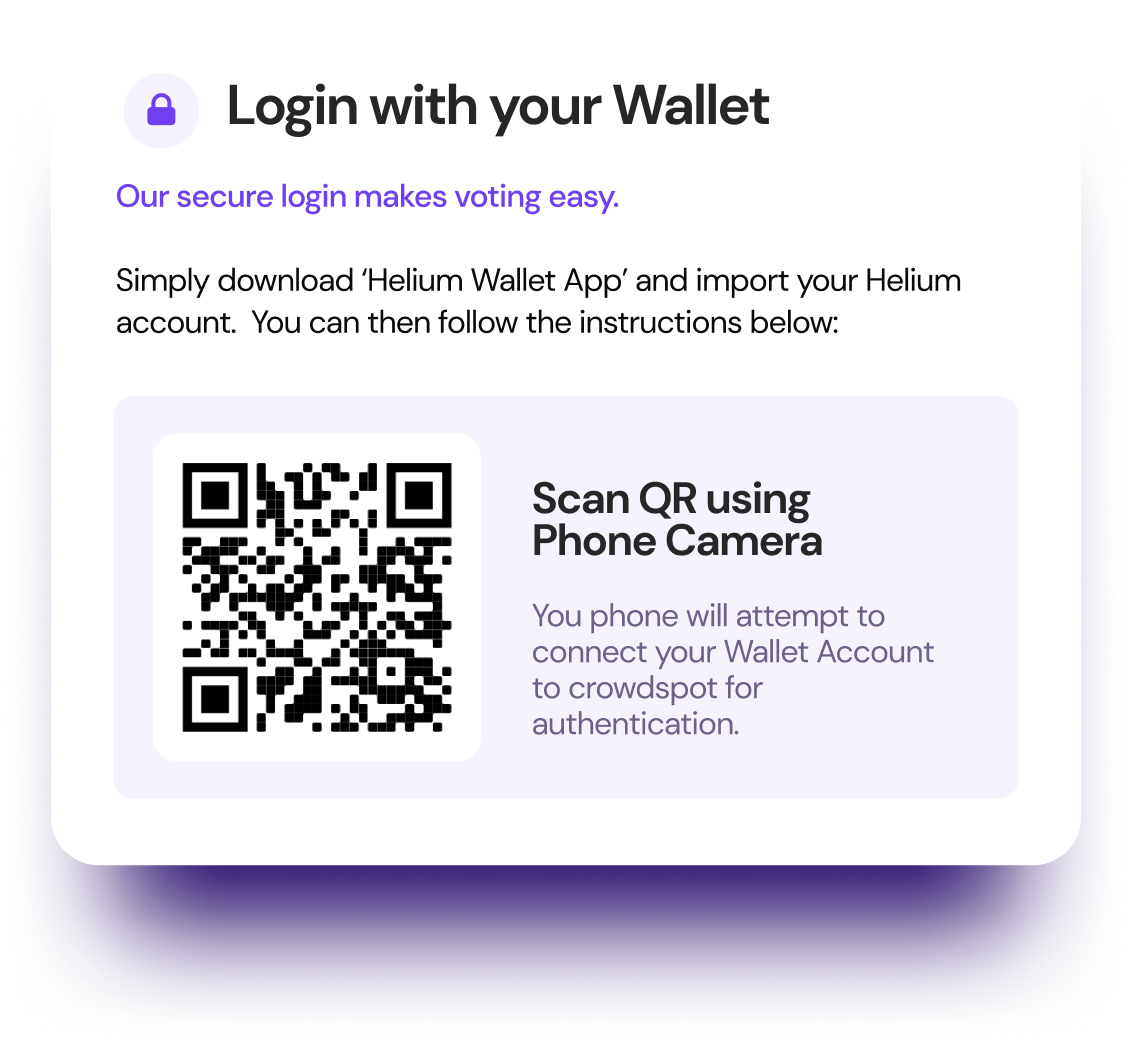 Login with your Wallet
Our secure login makes voting easy.
Simply download ‘Helium Wallet App’ and import your Helium
account.  You can then follow the instructions below:
Scan QR using
Phone Camera
You phone will attempt to
connect your Wallet Account
to crowdspot for
authentication.